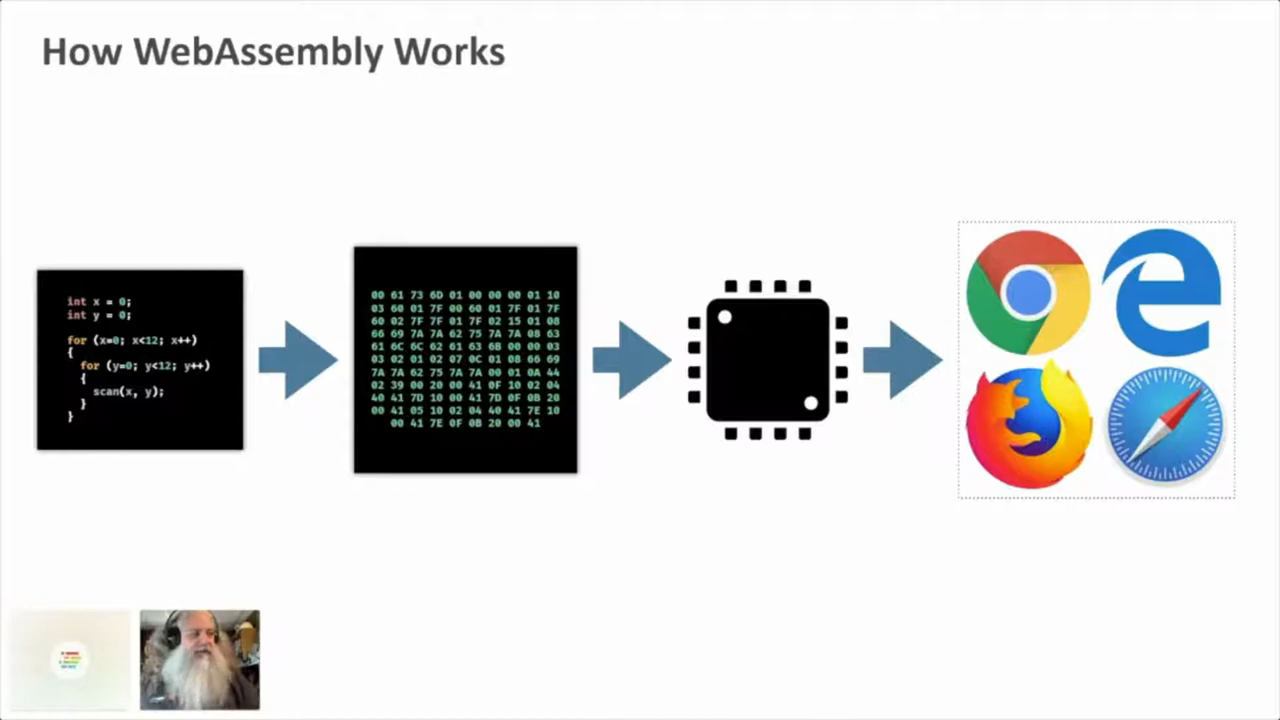 How WebAssembly Works
int x = 0;
int y = 0;
for (x=0; x<12; x++)
{
for (y=0; y<12; y++)
{
scan(x, y);
}
}
00 61 73 6D 01 00 00 00 01 10
03 60 01 7F 00 60 01 7F 01 7F
60 02 7F 7F 01 7F 02 15 01 08
66 69 7A 7A 62 75 7A 7A 08 63
61 6C 6C 62 61 63 6B 00 00 03
03 02 01 02 07 0C 01 08 66 69
7A 7A 62 75 7A 7A 00 01 0A 44
02 39 00 20 00 41 0F 10 02 04
40 41 7D 10 00 41 7D 0F 0B 20
00 41 05 10 02 04 40 41 7E 10
00 41 7E 0F 0B 20 00 41